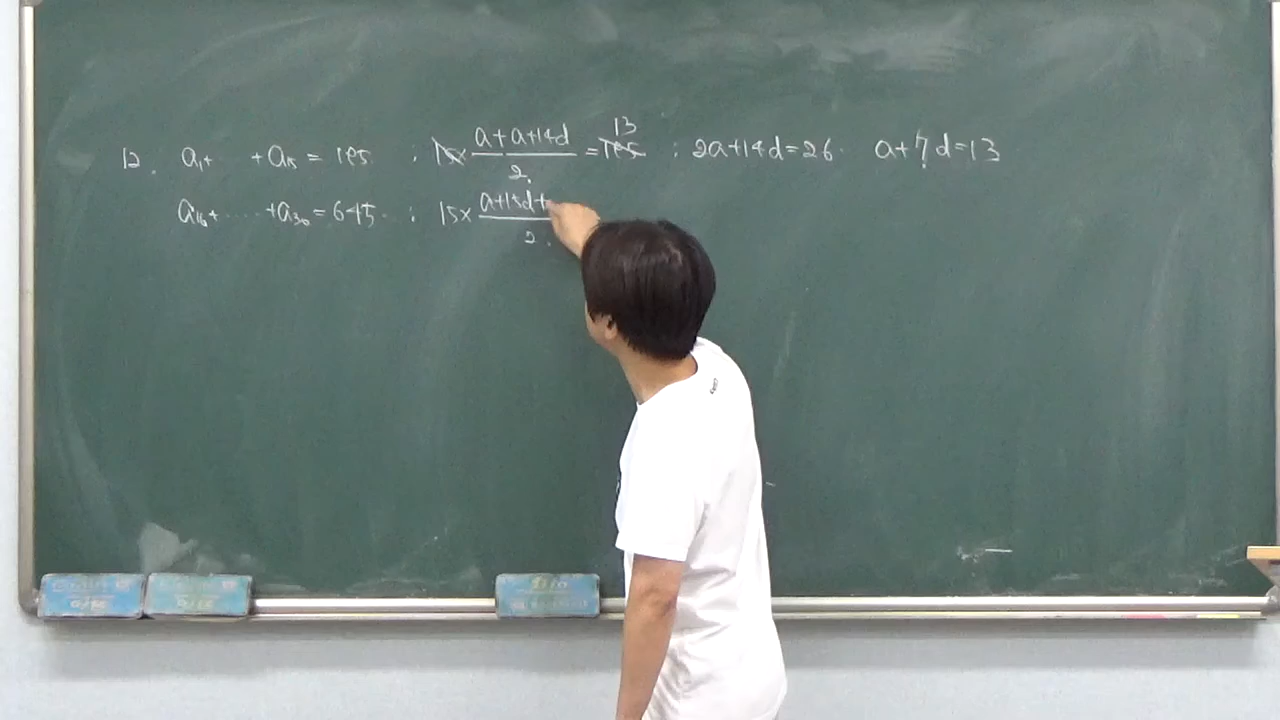 12. a₁+ ‥ +a₁₅ = 195 ; 15× (a+a+14d)/2 = 195 13 ; 2a+14d=26. a+7d=13
a₁₆+ ‥‥ +a₃₀ = 645 ; 15× (a+15d+)/2